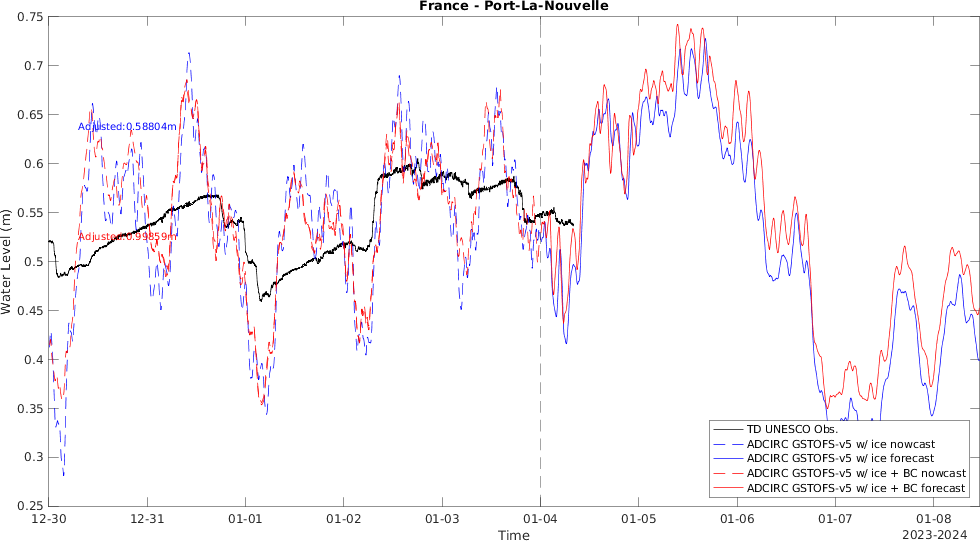 France - Port-La-Nouvelle
0.75
0.7
0.65
0.6
0.55
0.5
0.45
0.4
0.35
0.3
0.25
Water Level (m)
Adjusted:0.58804m
Adjusted:0.99859m
TD UNESCO Obs.
ADCIRC GSTOFS-v5 w/ ice nowcast
ADCIRC GSTOFS-v5 w/ ice forecast
ADCIRC GSTOFS-v5 w/ ice + BC nowcast
ADCIRC GSTOFS-v5 w/ ice + BC forecast
12-30 12-31 01-01 01-02 01-03 01-04 01-05 01-06 01-07 01-08
Time
2023-2024